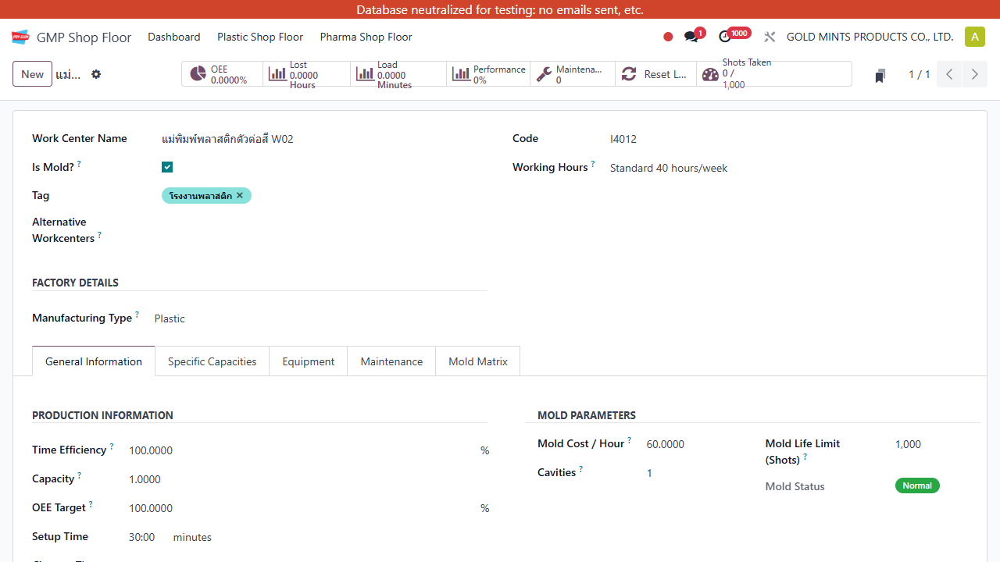 Database neutralized for testing: no emails sent, etc.
GMP Shop Floor Dashboard Plastic Shop Floor Pharma Shop Floor 1 1000 GOLD MINTS PRODUCTS CO., LTD. A
New แม่... OEE 0.0000% Lost 0.0000 Hours Load 0.0000 Minutes Performance 0% Maintena... 0 Reset L... Shots Taken 0 / 1,000 1 / 1
Work Center Name แม่พิมพ์พลาสติกตัวต่อสี W02 Code I4012
Is Mold? ? Working Hours ? Standard 40 hours/week
Tag โรงงานพลาสติก ×
Alternative
Workcenters ?
FACTORY DETAILS
Manufacturing Type ? Plastic
General Information Specific Capacities Equipment Maintenance Mold Matrix
PRODUCTION INFORMATION MOLD PARAMETERS
Time Efficiency ? 100.0000 % Mold Cost / Hour ? 60.0000 Mold Life Limit (Shots) ? 1,000
Capacity ? 1.0000 Cavities ? 1 Mold Status Normal
OEE Target ? 100.0000 %
Setup Time 30:00 minutes